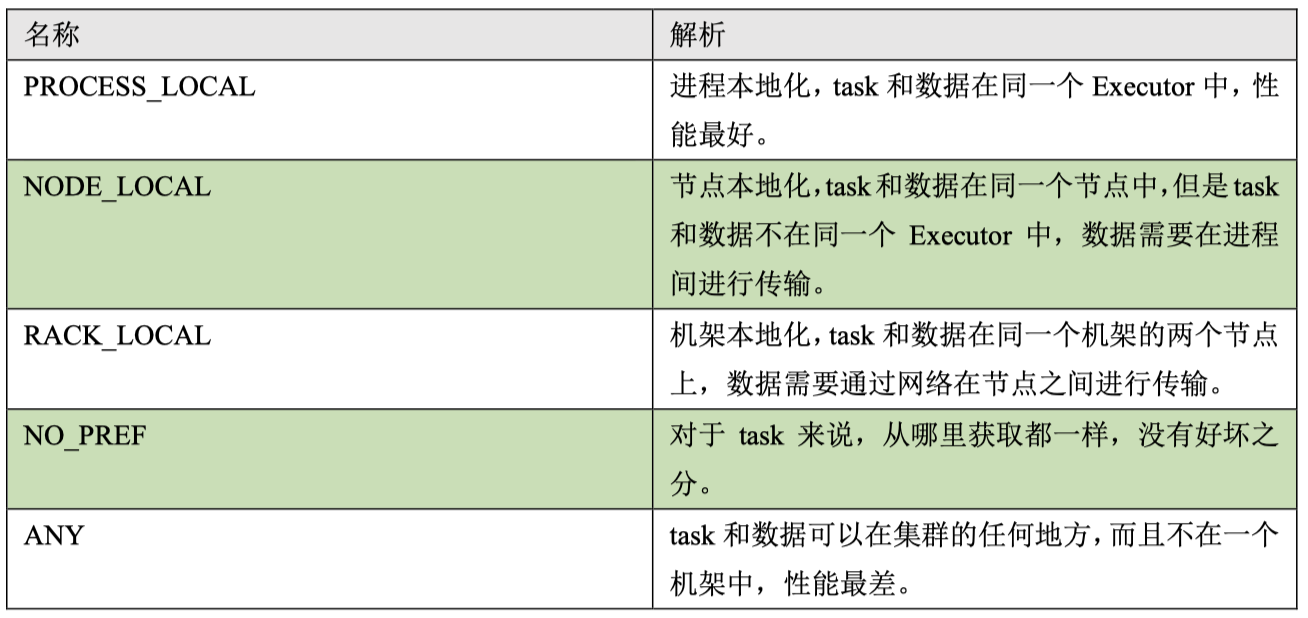 名称
解析
PROCESS_LOCAL
进程本地化，task 和数据在同一个 Executor 中，性
能最好。
NODE_LOCAL
节点本地化，task 和数据在同一个节点中，但是 task
和数据不在同一个 Executor 中，数据需要在进程
间进行传输。
RACK_LOCAL
机架本地化，task 和数据在同一个机架的两个节点
上，数据需要通过网络在节点之间进行传输。
NO_PREF
对于 task 来说，从哪里获取都一样，没有好坏之
分。
ANY
task 和数据可以在集群的任何地方，而且不在一个
机架中，性能最差。